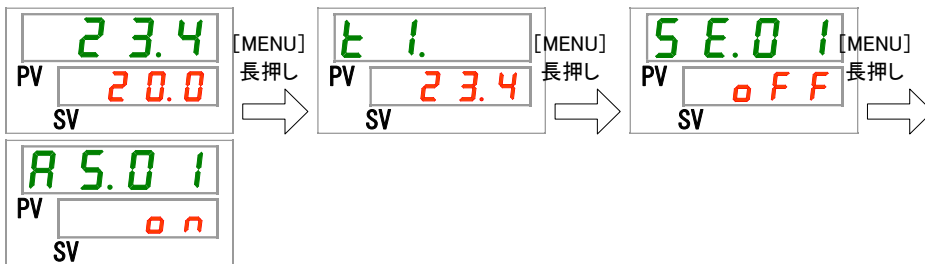 23.4
PV
20.0
SV
[MENU]
長押し
t1.
PV
23.4
SV
[MENU]
長押し
SE.01
PV
oFF
SV
[MENU]
長押し
AS.01
PV
on
SV